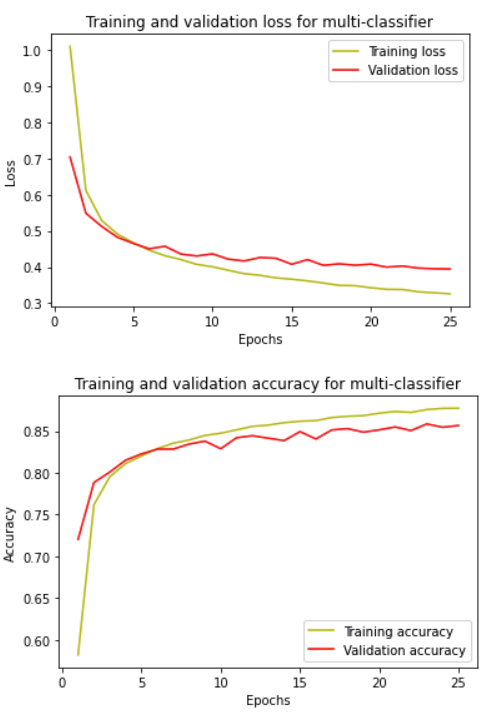 Training and validation loss for multi-classifier
1.0
0.9
0.8
0.7
0.6
0.5
0.4
0.3
Loss
Training loss
Validation loss
0 5 10 15 20 25
Epochs
Training and validation accuracy for multi-classifier
0.85
0.80
0.75
0.70
0.65
0.60
Accuracy
Training accuracy
Validation accuracy
0 5 10 15 20 25
Epochs